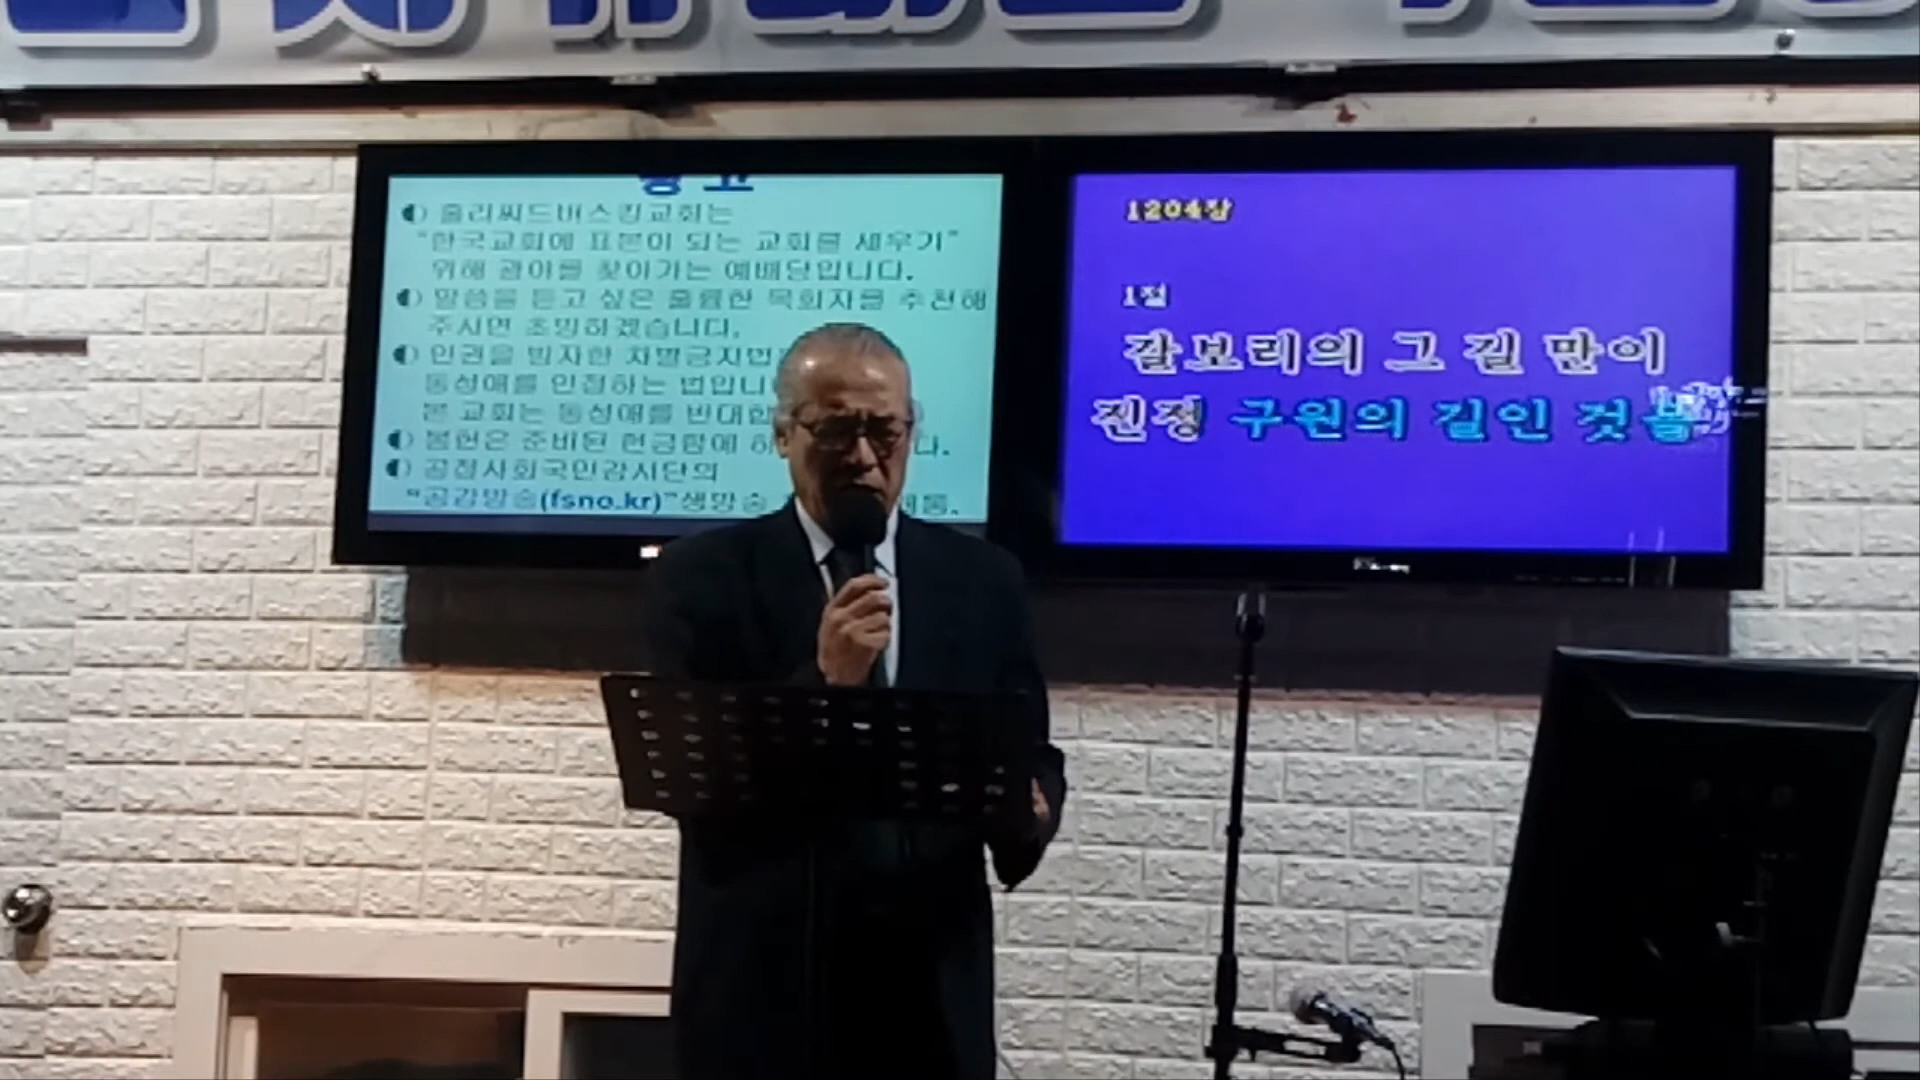 광고
홀리씨드버스킹교회는
"한국교회에 표본이 되는 교회를 세우기"
위해 광야를 찾아가는 예배당입니다.
말씀을 듣고 싶은 훌륭한 목회자를 추천해
주시면 초빙하겠습니다.
인권을 빙자한 차별금지법
동성애를 인정하는 법입니
본 교회는 동성애를 반대합
봉헌은 준비된 헌금함에 하 다.
공정사회국민감시단의
"공감방송(fsno.kr)"생방송
1204장
1절
갈보리의 그 길 만이
진정 구원의 길인 것을